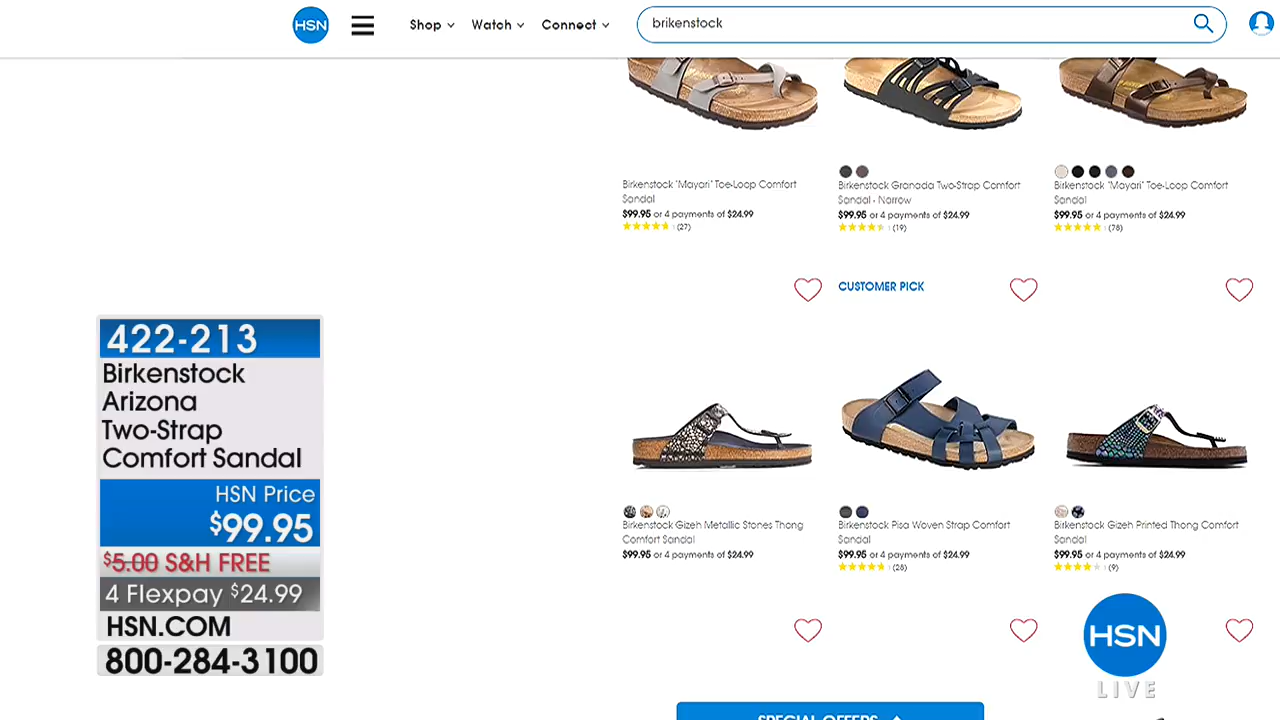 HSN
Shop
Watch
Connect
brikenstock
Birkenstock "Mayari" Toe-Loop Comfort
Sandal
$99.95 or 4 payments of $24.99
(27)
Birkenstock Granada Two-Strap Comfort
Sandal - Narrow
$99.95 or 4 payments of $24.99
(19)
Birkenstock "Mayari" Toe-Loop Comfort
Sandal
$99.95 or 4 payments of $24.99
(78)
CUSTOMER PICK
422-213
Birkenstock
Arizona
Two-Strap
Comfort Sandal
HSN Price
$99.95
$5.00 S&H FREE
4 Flexpay $24.99
HSN.COM
800-284-3100
Birkenstock Gizeh Metallic Stones Thong
Comfort Sandal
$99.95 or 4 payments of $24.99
Birkenstock Pisa Woven Strap Comfort
Sandal
$99.95 or 4 payments of $24.99
(28)
Birkenstock Gizeh Printed Thong Comfort
Sandal
$99.95 or 4 payments of $24.99
(9)
HSN
LIVE
SPECIAL OFFERS